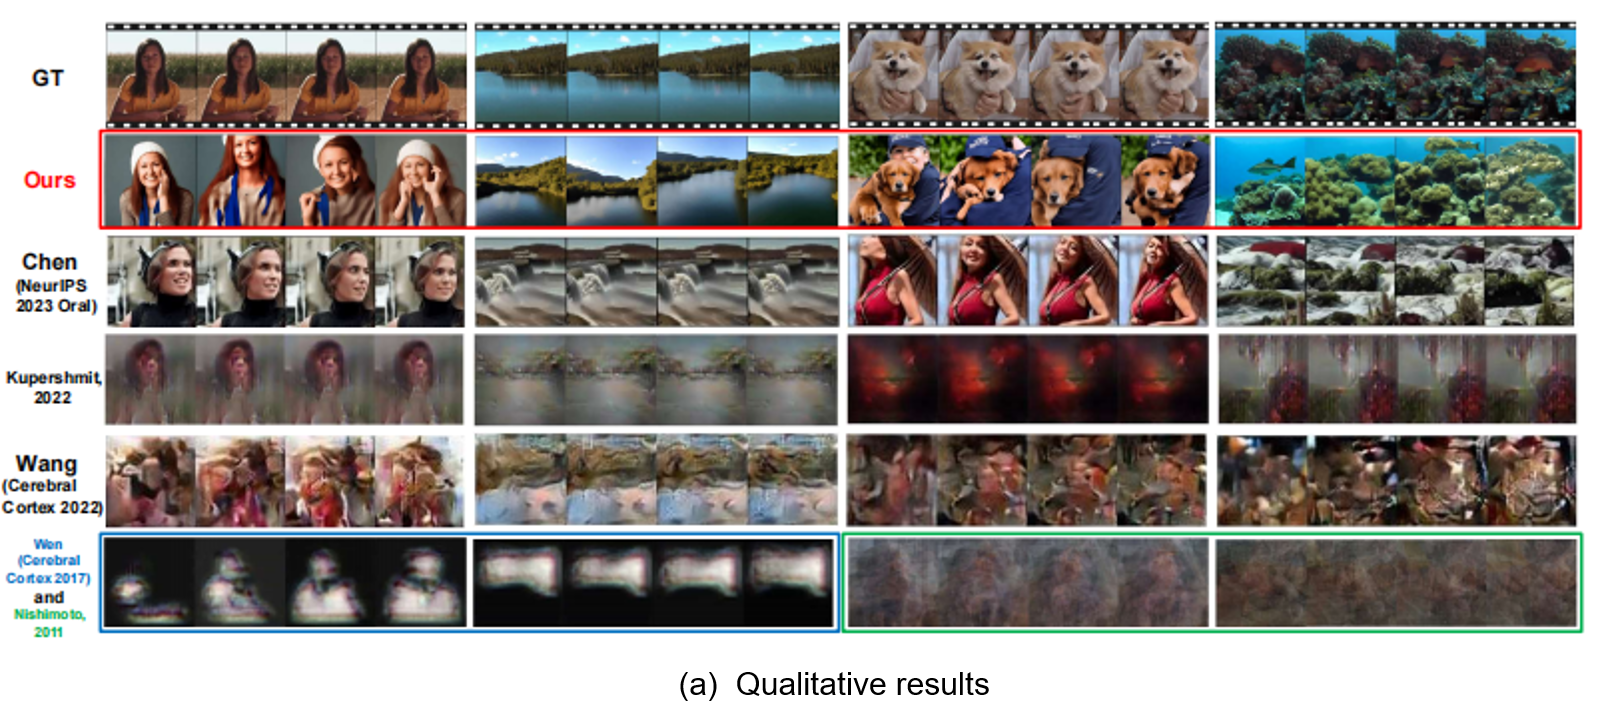 GT
Ours
Chen
(NeurIPS
2023 Oral)
Kupershmit,
2022
Wang
(Cerebral
Cortex 2022)
Wen
(Cerebral
Cortex 2017)
and
Nishimoto,
2011
(a) Qualitative results